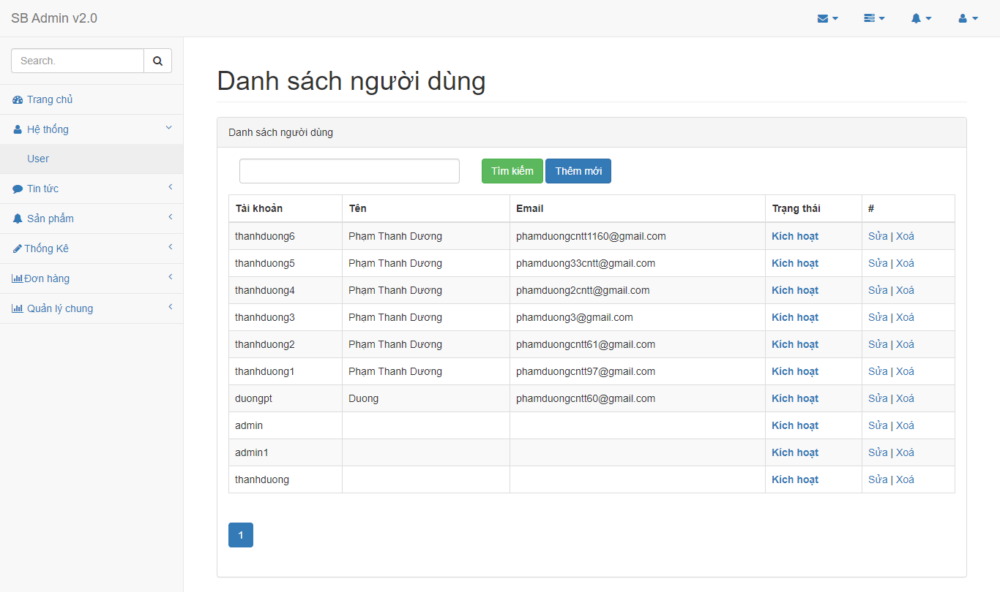 SB Admin v2.0
Search.
Trang chủ
Hệ thống
User
Tin tức
Sản phẩm
Thống Kê
Đơn hàng
Quản lý chung
Danh sách người dùng
Danh sách người dùng
Tìm kiếm Thêm mới
Tài khoản Tên Email Trạng thái #
thanhduong6 Phạm Thanh Dương phamduongcntt1160@gmail.com Kích hoạt Sửa | Xoá
thanhduong5 Phạm Thanh Dương phamduong33cntt@gmail.com Kích hoạt Sửa | Xoá
thanhduong4 Phạm Thanh Dương phamduong2cntt@gmail.com Kích hoạt Sửa | Xoá
thanhduong3 Phạm Thanh Dương phamduong3@gmail.com Kích hoạt Sửa | Xoá
thanhduong2 Phạm Thanh Dương phamduongcntt61@gmail.com Kích hoạt Sửa | Xoá
thanhduong1 Phạm Thanh Dương phamduongcntt97@gmail.com Kích hoạt Sửa | Xoá
duongpt Duong phamduongcntt60@gmail.com Kích hoạt Sửa | Xoá
admin Kích hoạt Sửa | Xoá
admin1 Kích hoạt Sửa | Xoá
thanhduong Kích hoạt Sửa | Xoá
1